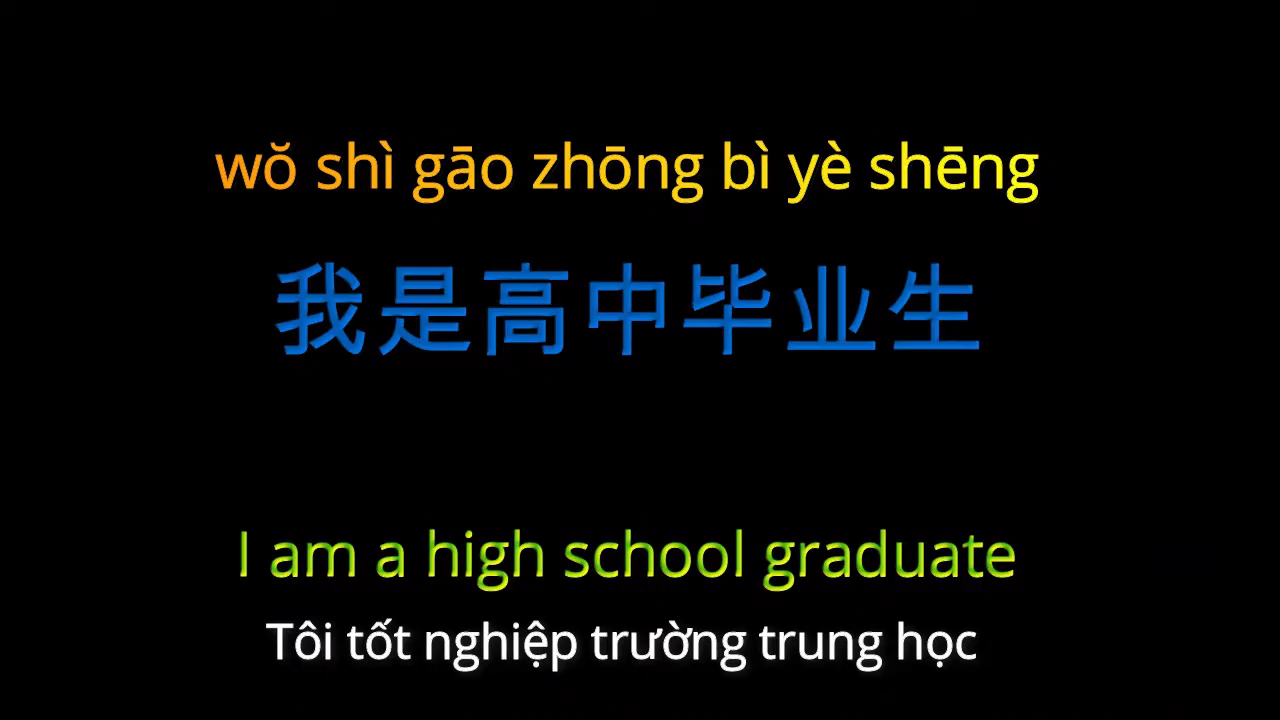 wǒ shì gāo zhōng bì yè shēng
我是高中毕业生
I am a high school graduate
Tôi tốt nghiệp trường trung học